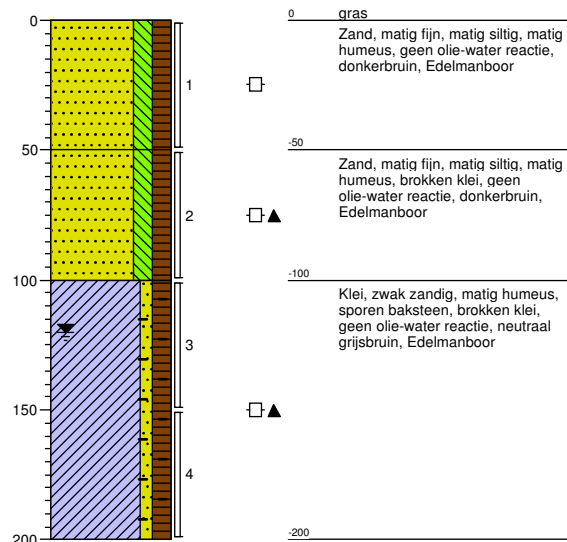 0
50
100
150
200
1
2
3
4
0
gras
Zand, matig fijn, matig siltig, matig
humeus, geen olie-water reactie,
donkerbruin, Edelmanboor
-50
Zand, matig fijn, matig siltig, matig
humeus, brokken klei, geen
olie-water reactie, donkerbruin,
Edelmanboor
-100
Klei, zwak zandig, matig humeus,
sporen baksteen, brokken klei,
geen olie-water reactie, neutraal
grijsbruin, Edelmanboor
-200